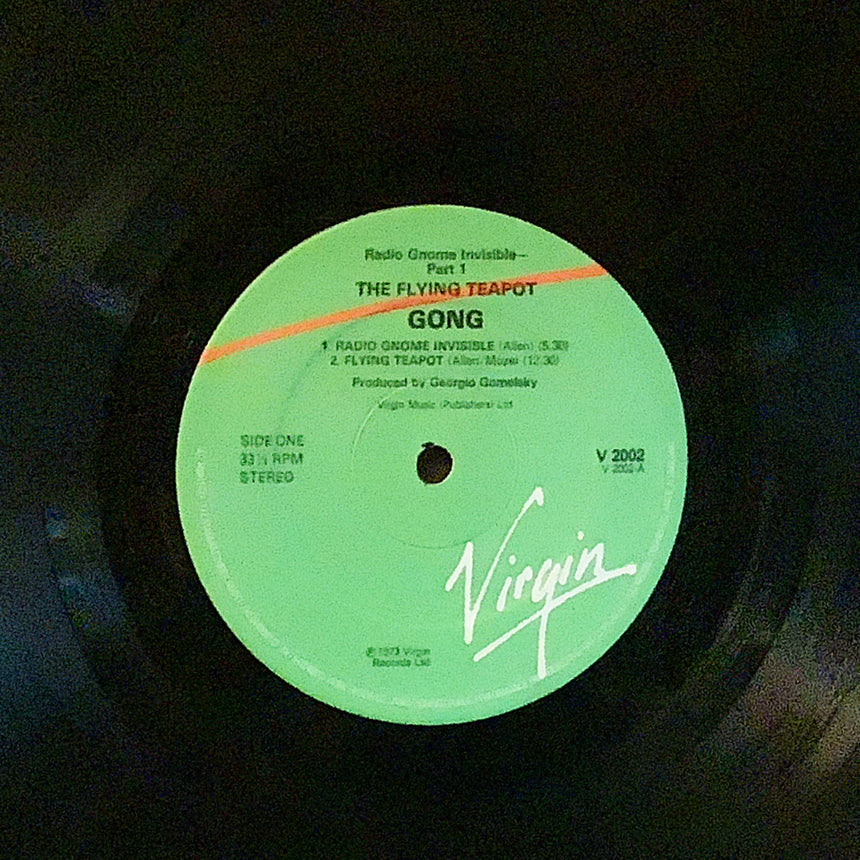 Radio Gnome Invisible—
Part 1
THE FLYING TEAPOT
GONG
1. RADIO GNOME INVISIBLE (Allen) (5.30)
2. FLYING TEAPOT (Allen/Moyse) (12.30)
Produced by Georgio Gomelsky
Virgin Music (Publishers) Ltd
SIDE ONE
33⅓ RPM
STEREO
V 2002
V 2002-A
Virgin
℗ 1973 Virgin
Records Ltd